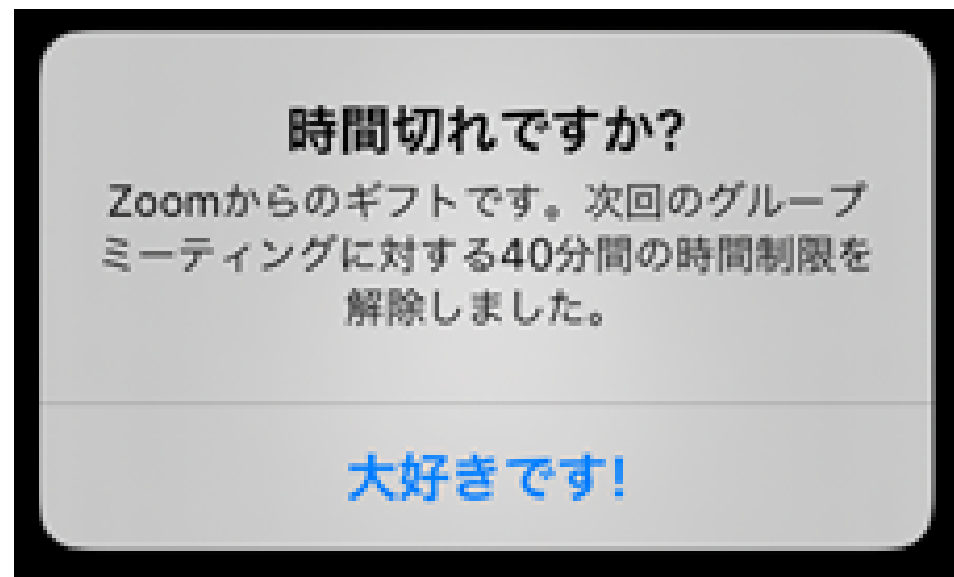 時間切れですか?
Zoomからのギフトです。次回のグループ
ミーティングに対する40分間の時間制限を
解除しました。
大好きです!